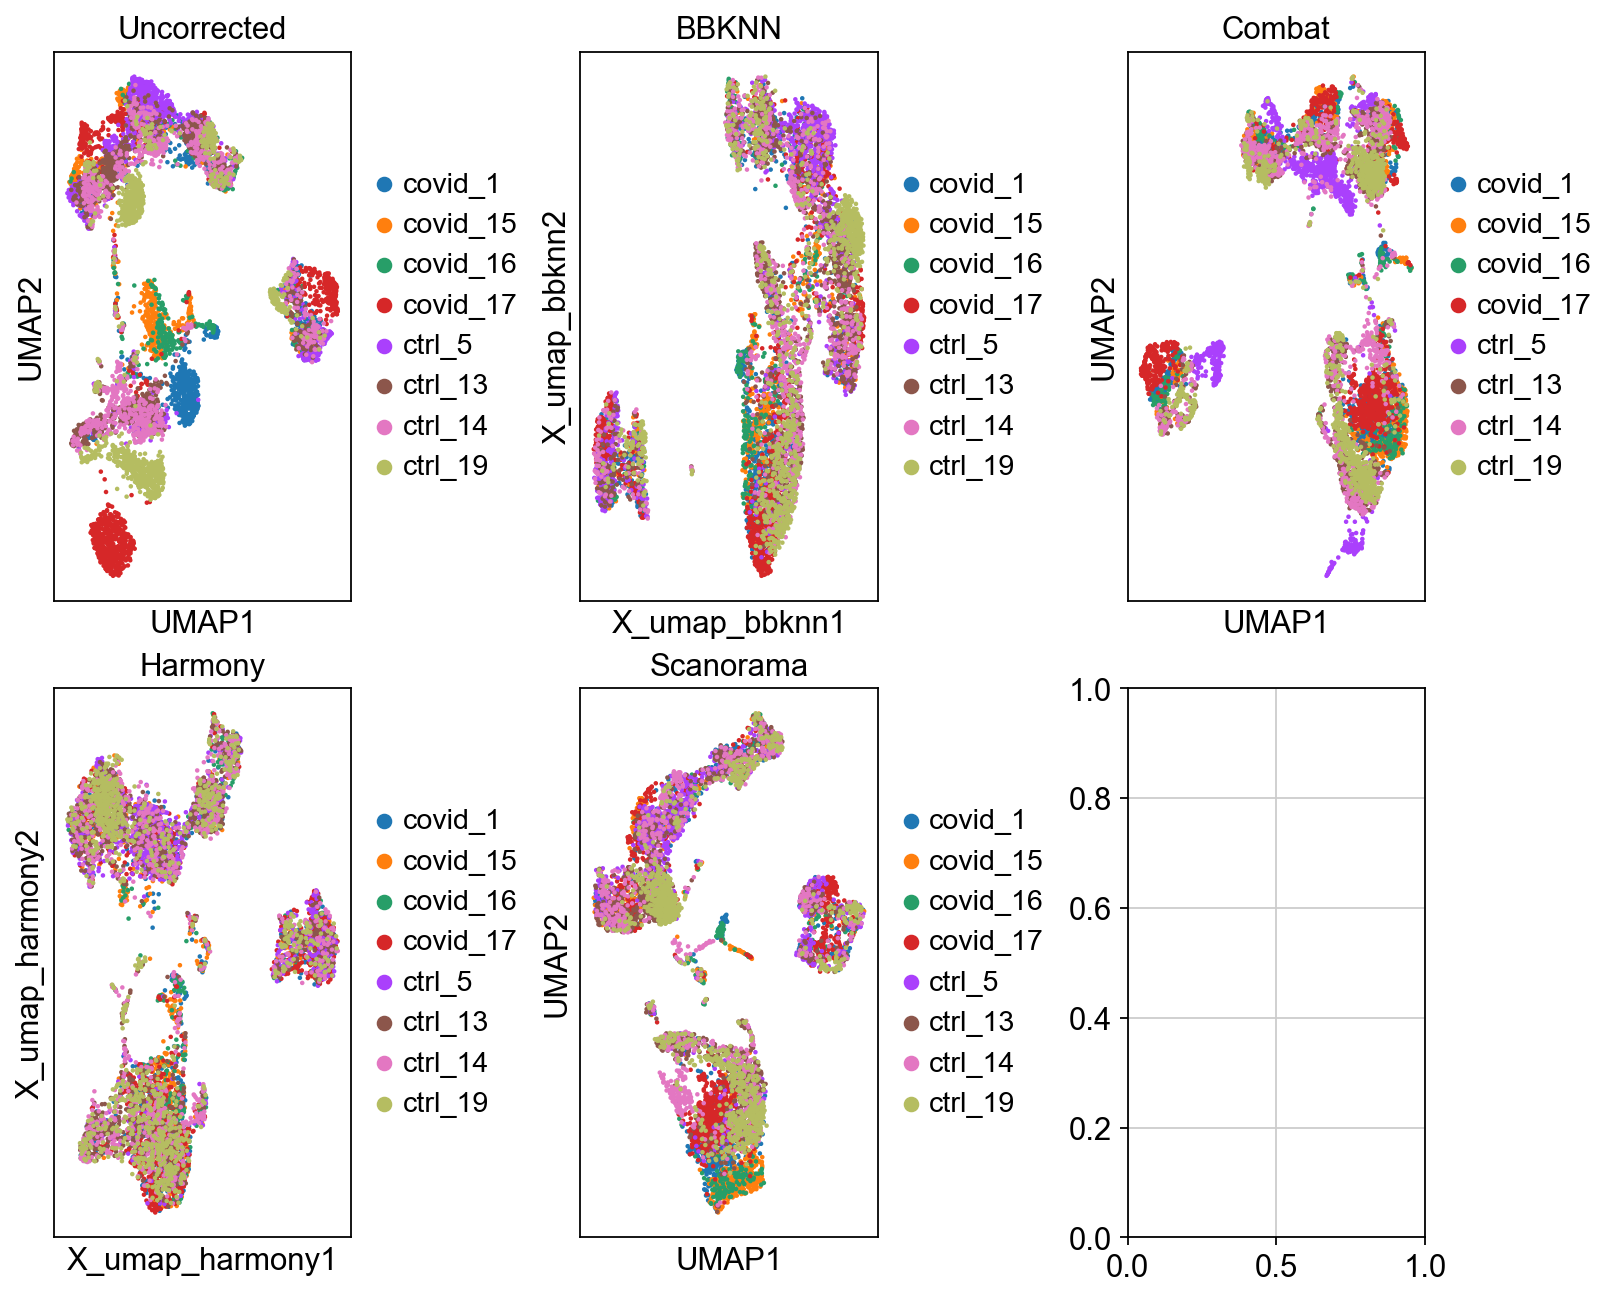 Uncorrected
UMAP2
UMAP1
covid_1
covid_15
covid_16
covid_17
ctrl_5
ctrl_13
ctrl_14
ctrl_19
BBKNN
X_umap_bbknn2
X_umap_bbknn1
covid_1
covid_15
covid_16
covid_17
ctrl_5
ctrl_13
ctrl_14
ctrl_19
Combat
UMAP2
UMAP1
covid_1
covid_15
covid_16
covid_17
ctrl_5
ctrl_13
ctrl_14
ctrl_19
Harmony
X_umap_harmony2
X_umap_harmony1
covid_1
covid_15
covid_16
covid_17
ctrl_5
ctrl_13
ctrl_14
ctrl_19
Scanorama
UMAP2
UMAP1
covid_1
covid_15
covid_16
covid_17
ctrl_5
ctrl_13
ctrl_14
ctrl_19
1.0
0.8
0.6
0.4
0.2
0.0
0.0 0.5 1.0